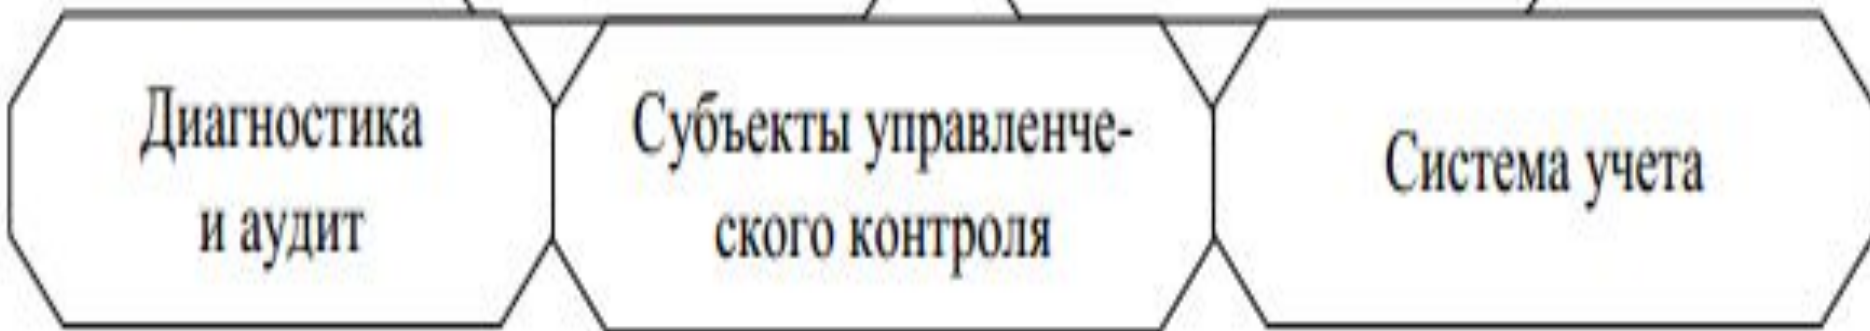 Диагностика
и аудит
Субъекты управленче-
ского контроля
Система учета